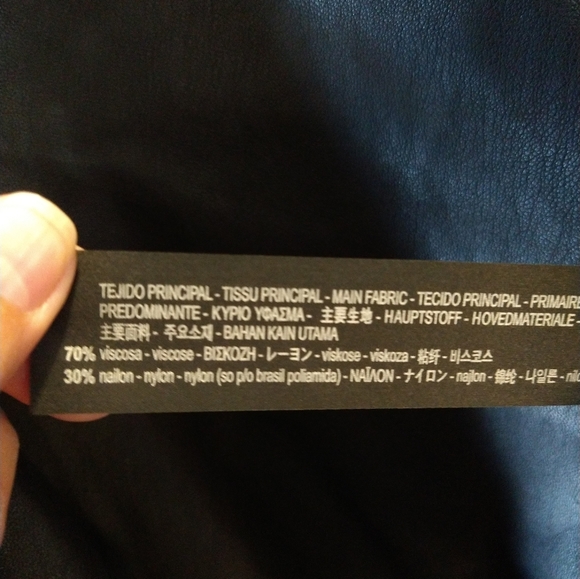 TEJIDO PRINCIPAL - TISSU PRINCIPAL - MAIN FABRIC - TECIDO PRINCIPAL - PRIMAIRE
PREDOMINANTE - ΚΥΡΙΟ ΥΦΑΣΜΑ - 主要生地 - HAUPTSTOFF - HOVEDMATERIALE -
主要面料 - 주요소재 - BAHAN KAIN UTAMA
70% viscosa - viscose - ΒΙΣΚΟΖΗ - レーヨン - viskose - viskoza - 粘纤 - 비스코스
30% nailon - nylon - nylon (so p/o brasil poliamida) - ΝΑΪΛΟΝ - ナイロン - najlon - 锦纶 - 나일론 -